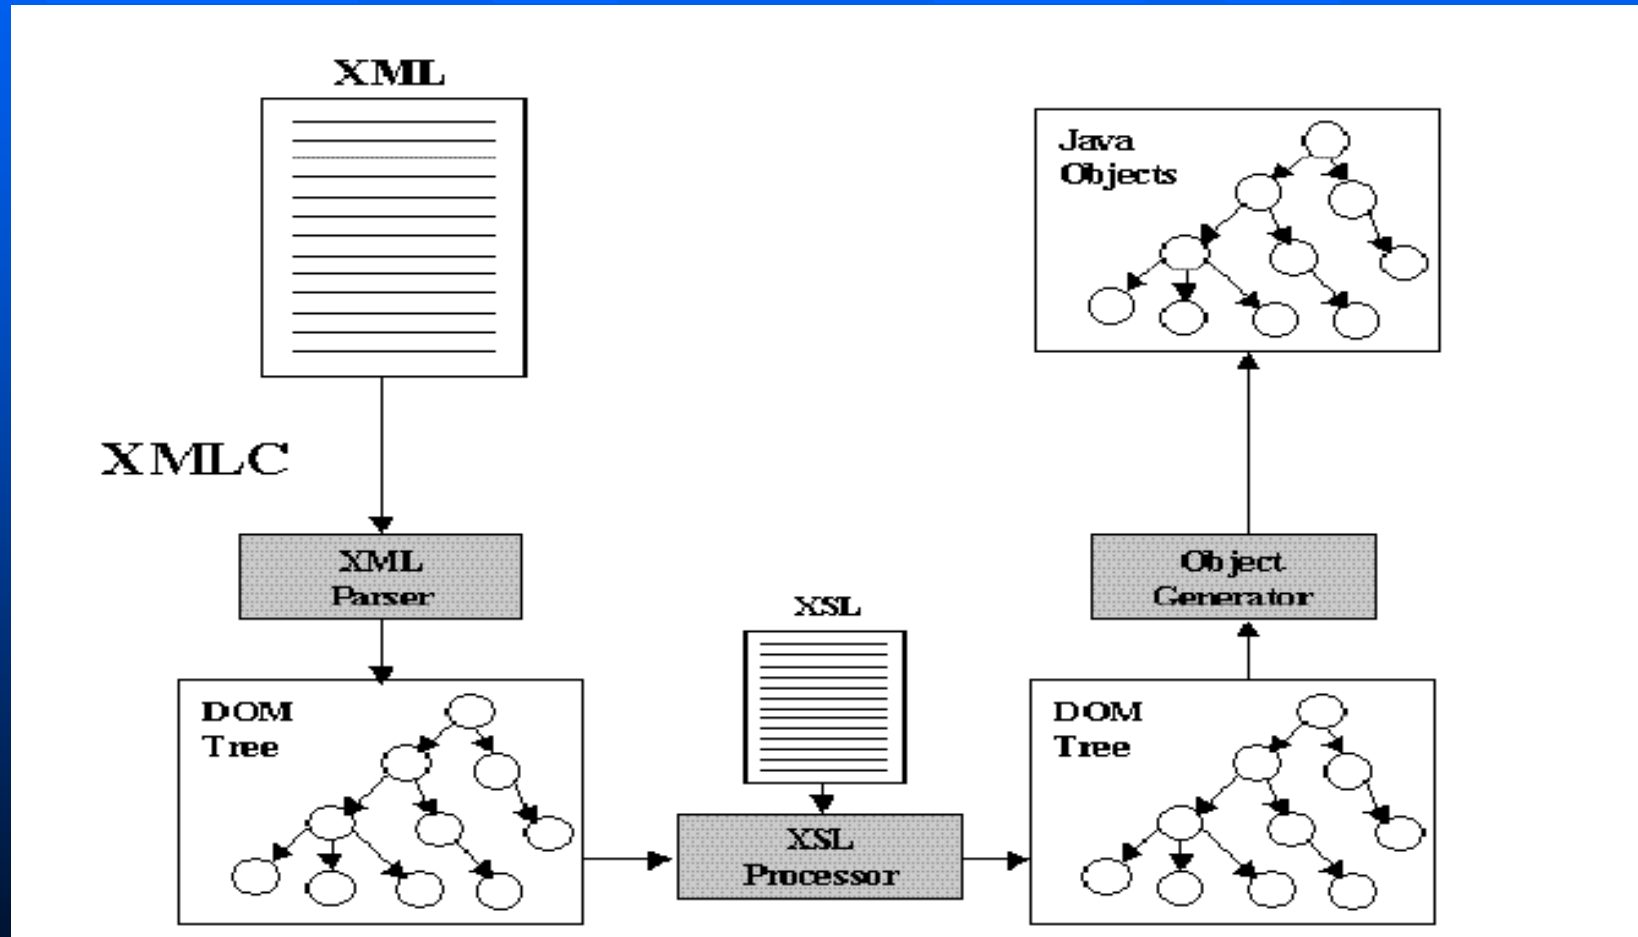 XML
Java
Objects
XMLC
XML
Parser
Object
Generator
XSL
DOM
Tree
XSL
Processor
DOM
Tree